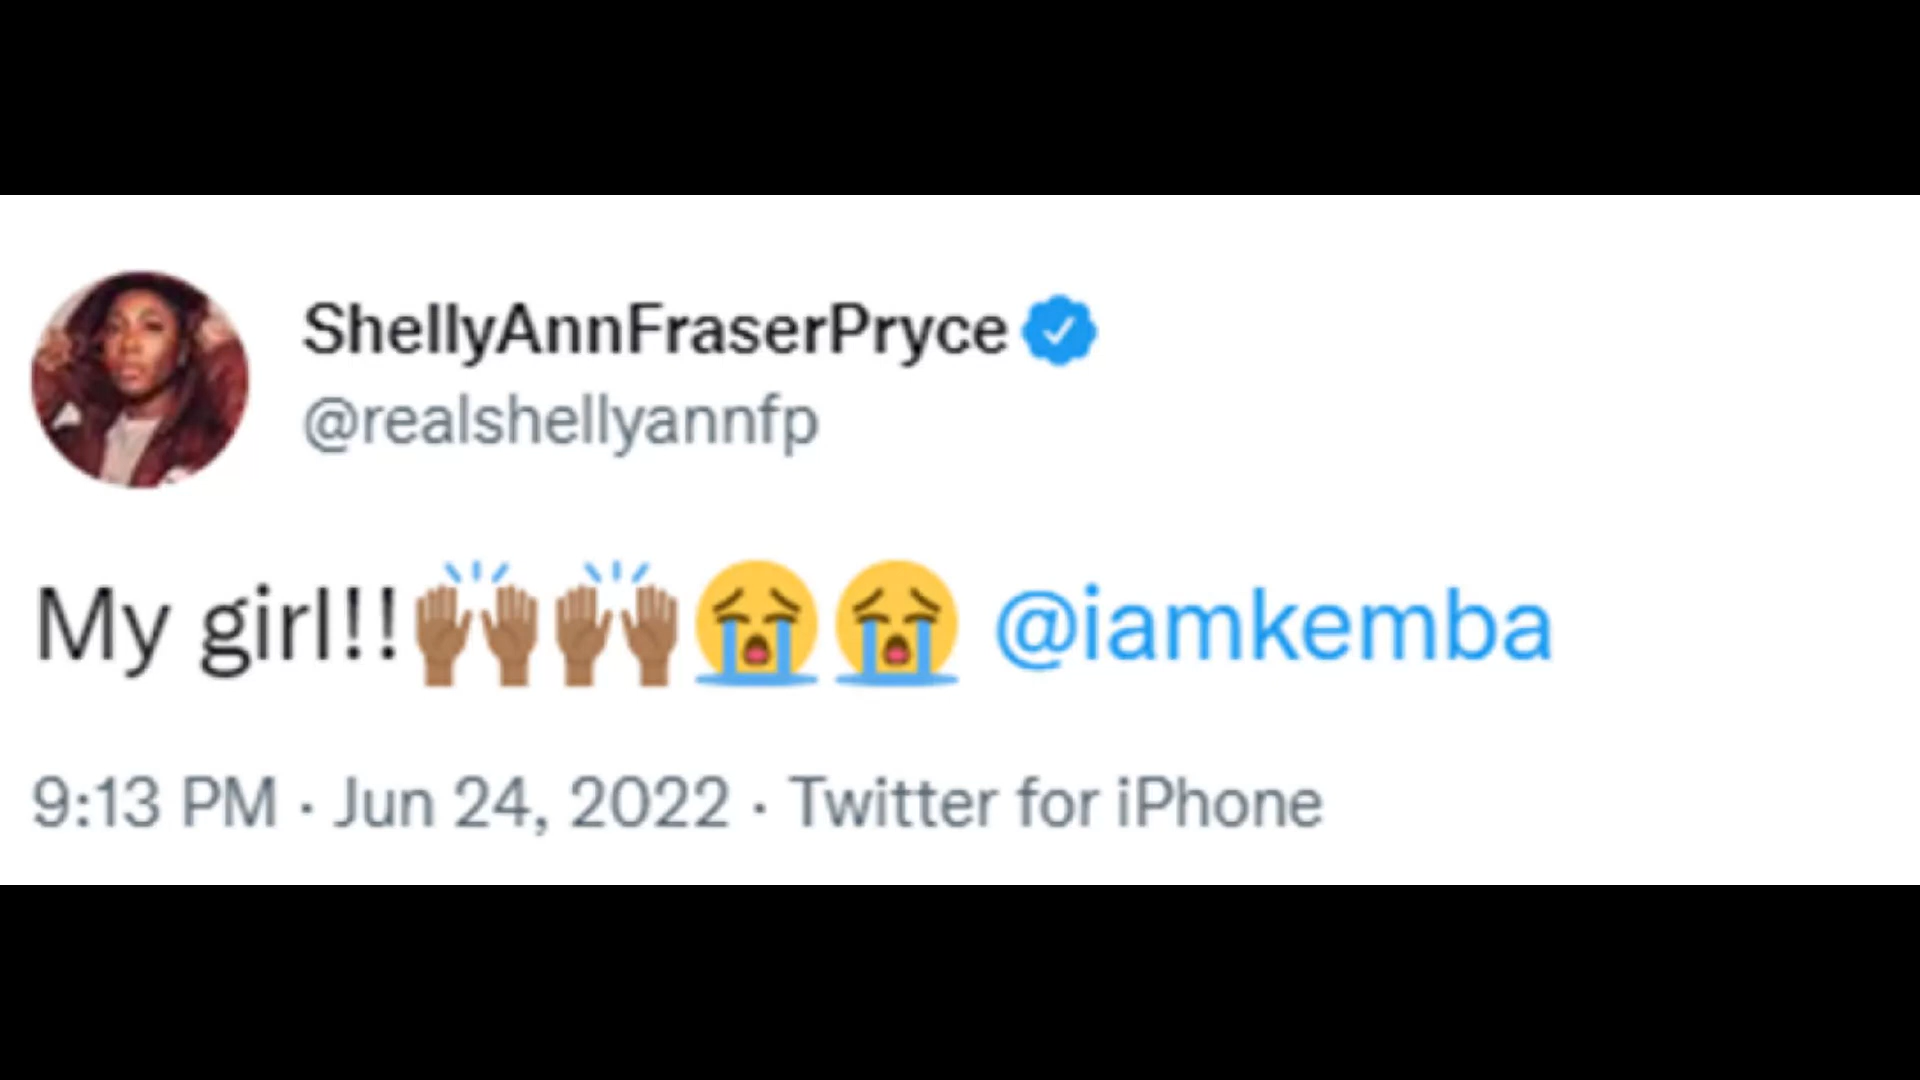 ShellyAnnFraserPryce
@realshellyannfp
My girl!!🙌🏾🙌🏾😭😭 @iamkemba
9:13 PM · Jun 24, 2022 · Twitter for iPhone